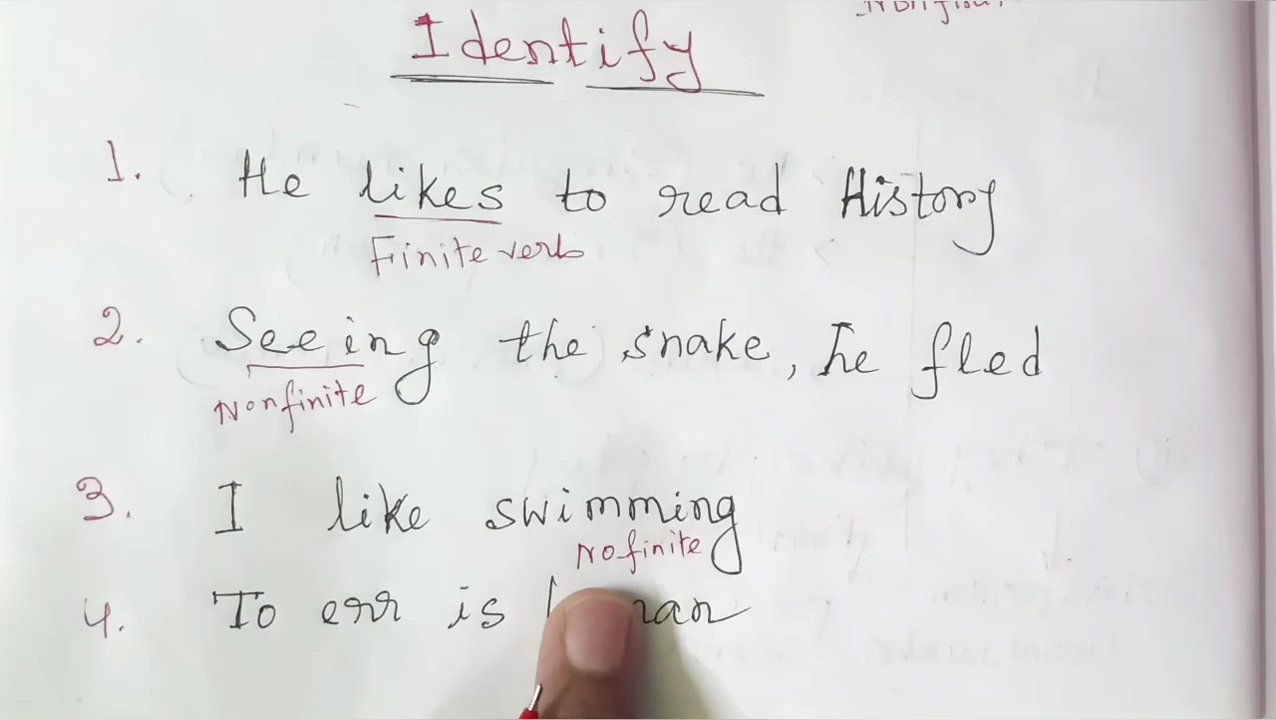 Identify
1. He likes to read History
Finite verb
2. Seeing the snake, he fled
Nonfinite
3. I like swimming
Nofinite
4. To err is